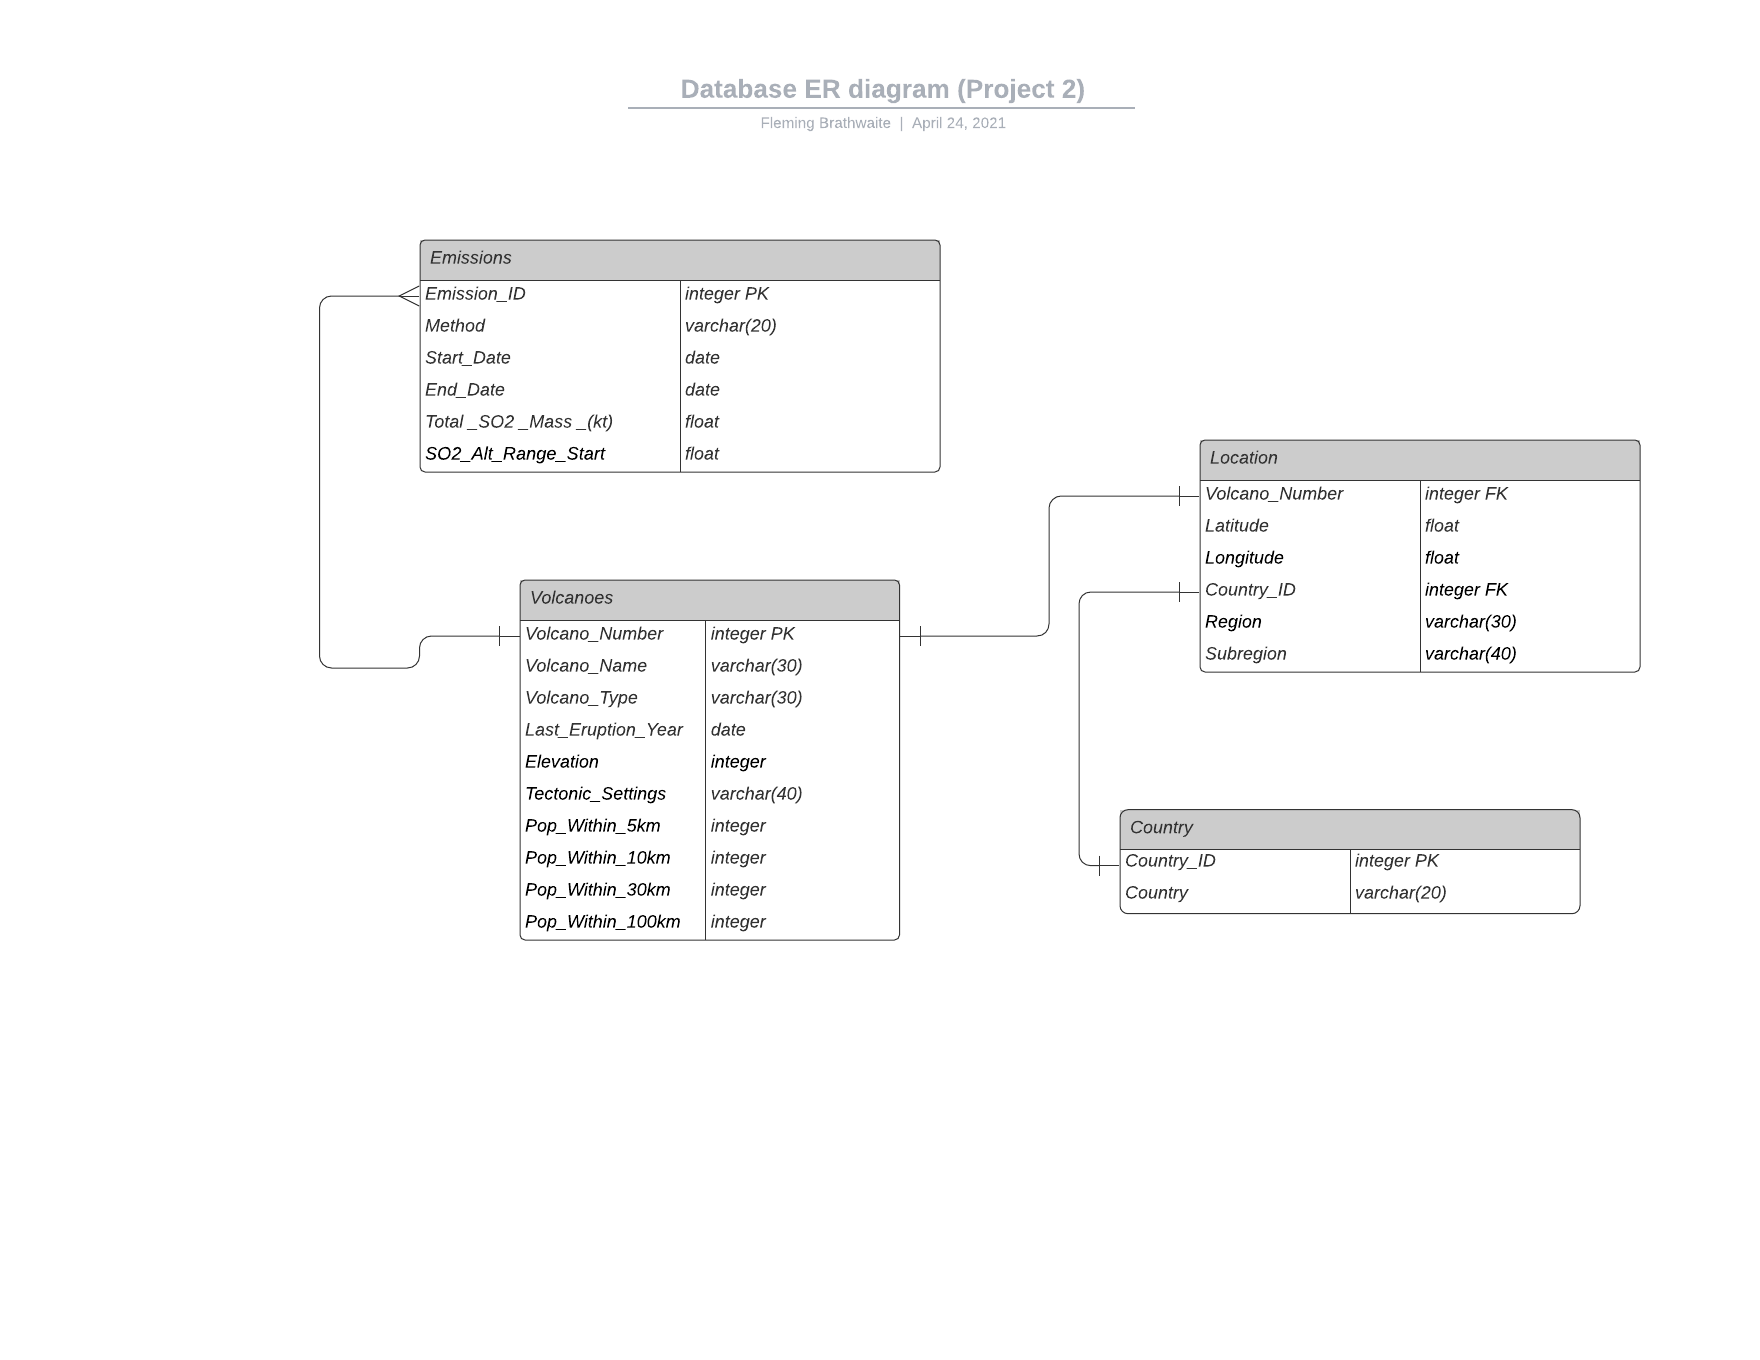 Database ER diagram (Project 2)
Fleming Brathwaite | April 24, 2021
Emissions
Emission_ID integer PK
Method varchar(20)
Start_Date date
End_Date date
Total _SO2 _Mass _(kt) float
SO2_Alt_Range_Start float
Location
Volcano_Number integer FK
Latitude float
Longitude float
Country_ID integer FK
Region varchar(30)
Subregion varchar(40)
Volcanoes
Volcano_Number integer PK
Volcano_Name varchar(30)
Volcano_Type varchar(30)
Last_Eruption_Year date
Elevation integer
Tectonic_Settings varchar(40)
Pop_Within_5km integer
Pop_Within_10km integer
Pop_Within_30km integer
Pop_Within_100km integer
Country
Country_ID integer PK
Country varchar(20)